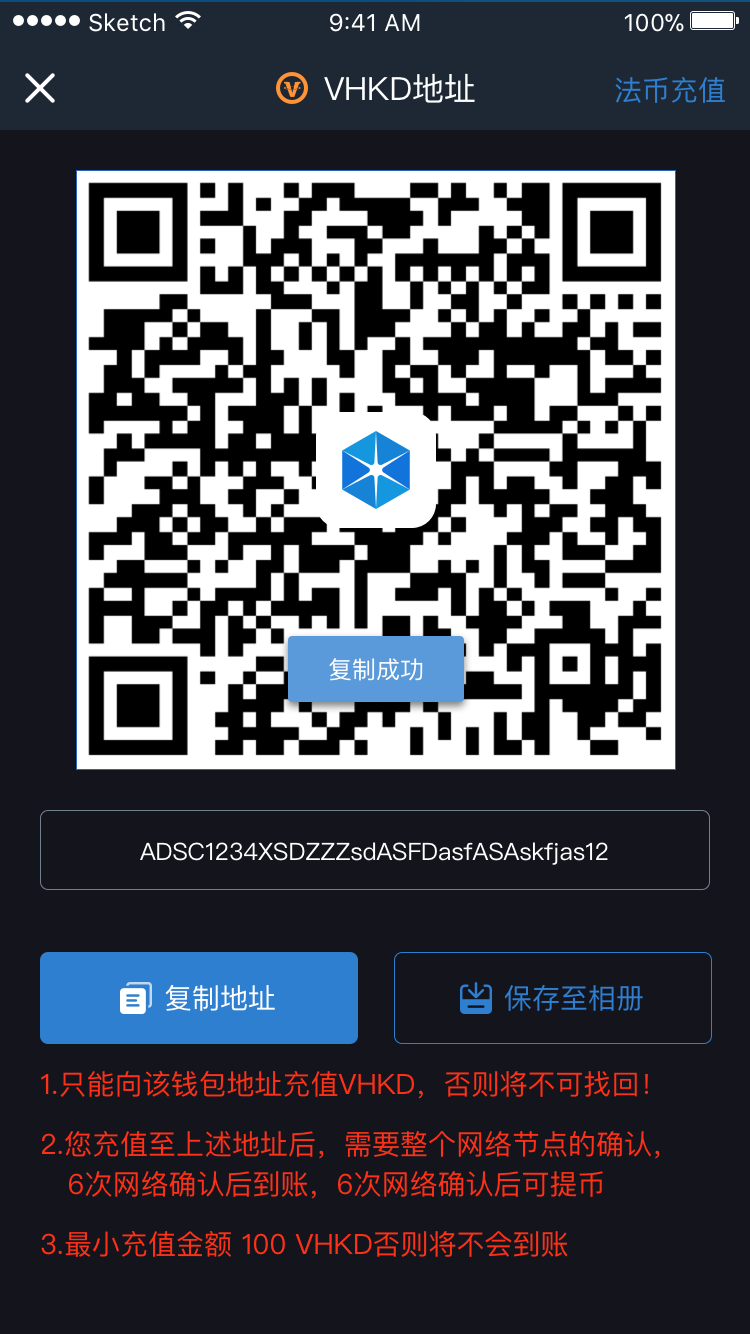 Sketch 9:41 AM 100%
VHKD地址 法币充值
复制成功
ADSC1234XSDZZZsdASFDasfASAskfjas12
复制地址 保存至相册
1.只能向该钱包地址充值VHKD，否则将不可找回！
2.您充值至上述地址后，需要整个网络节点的确认，
6次网络确认后到账，6次网络确认后可提币
3.最小充值金额 100 VHKD否则将不会到账